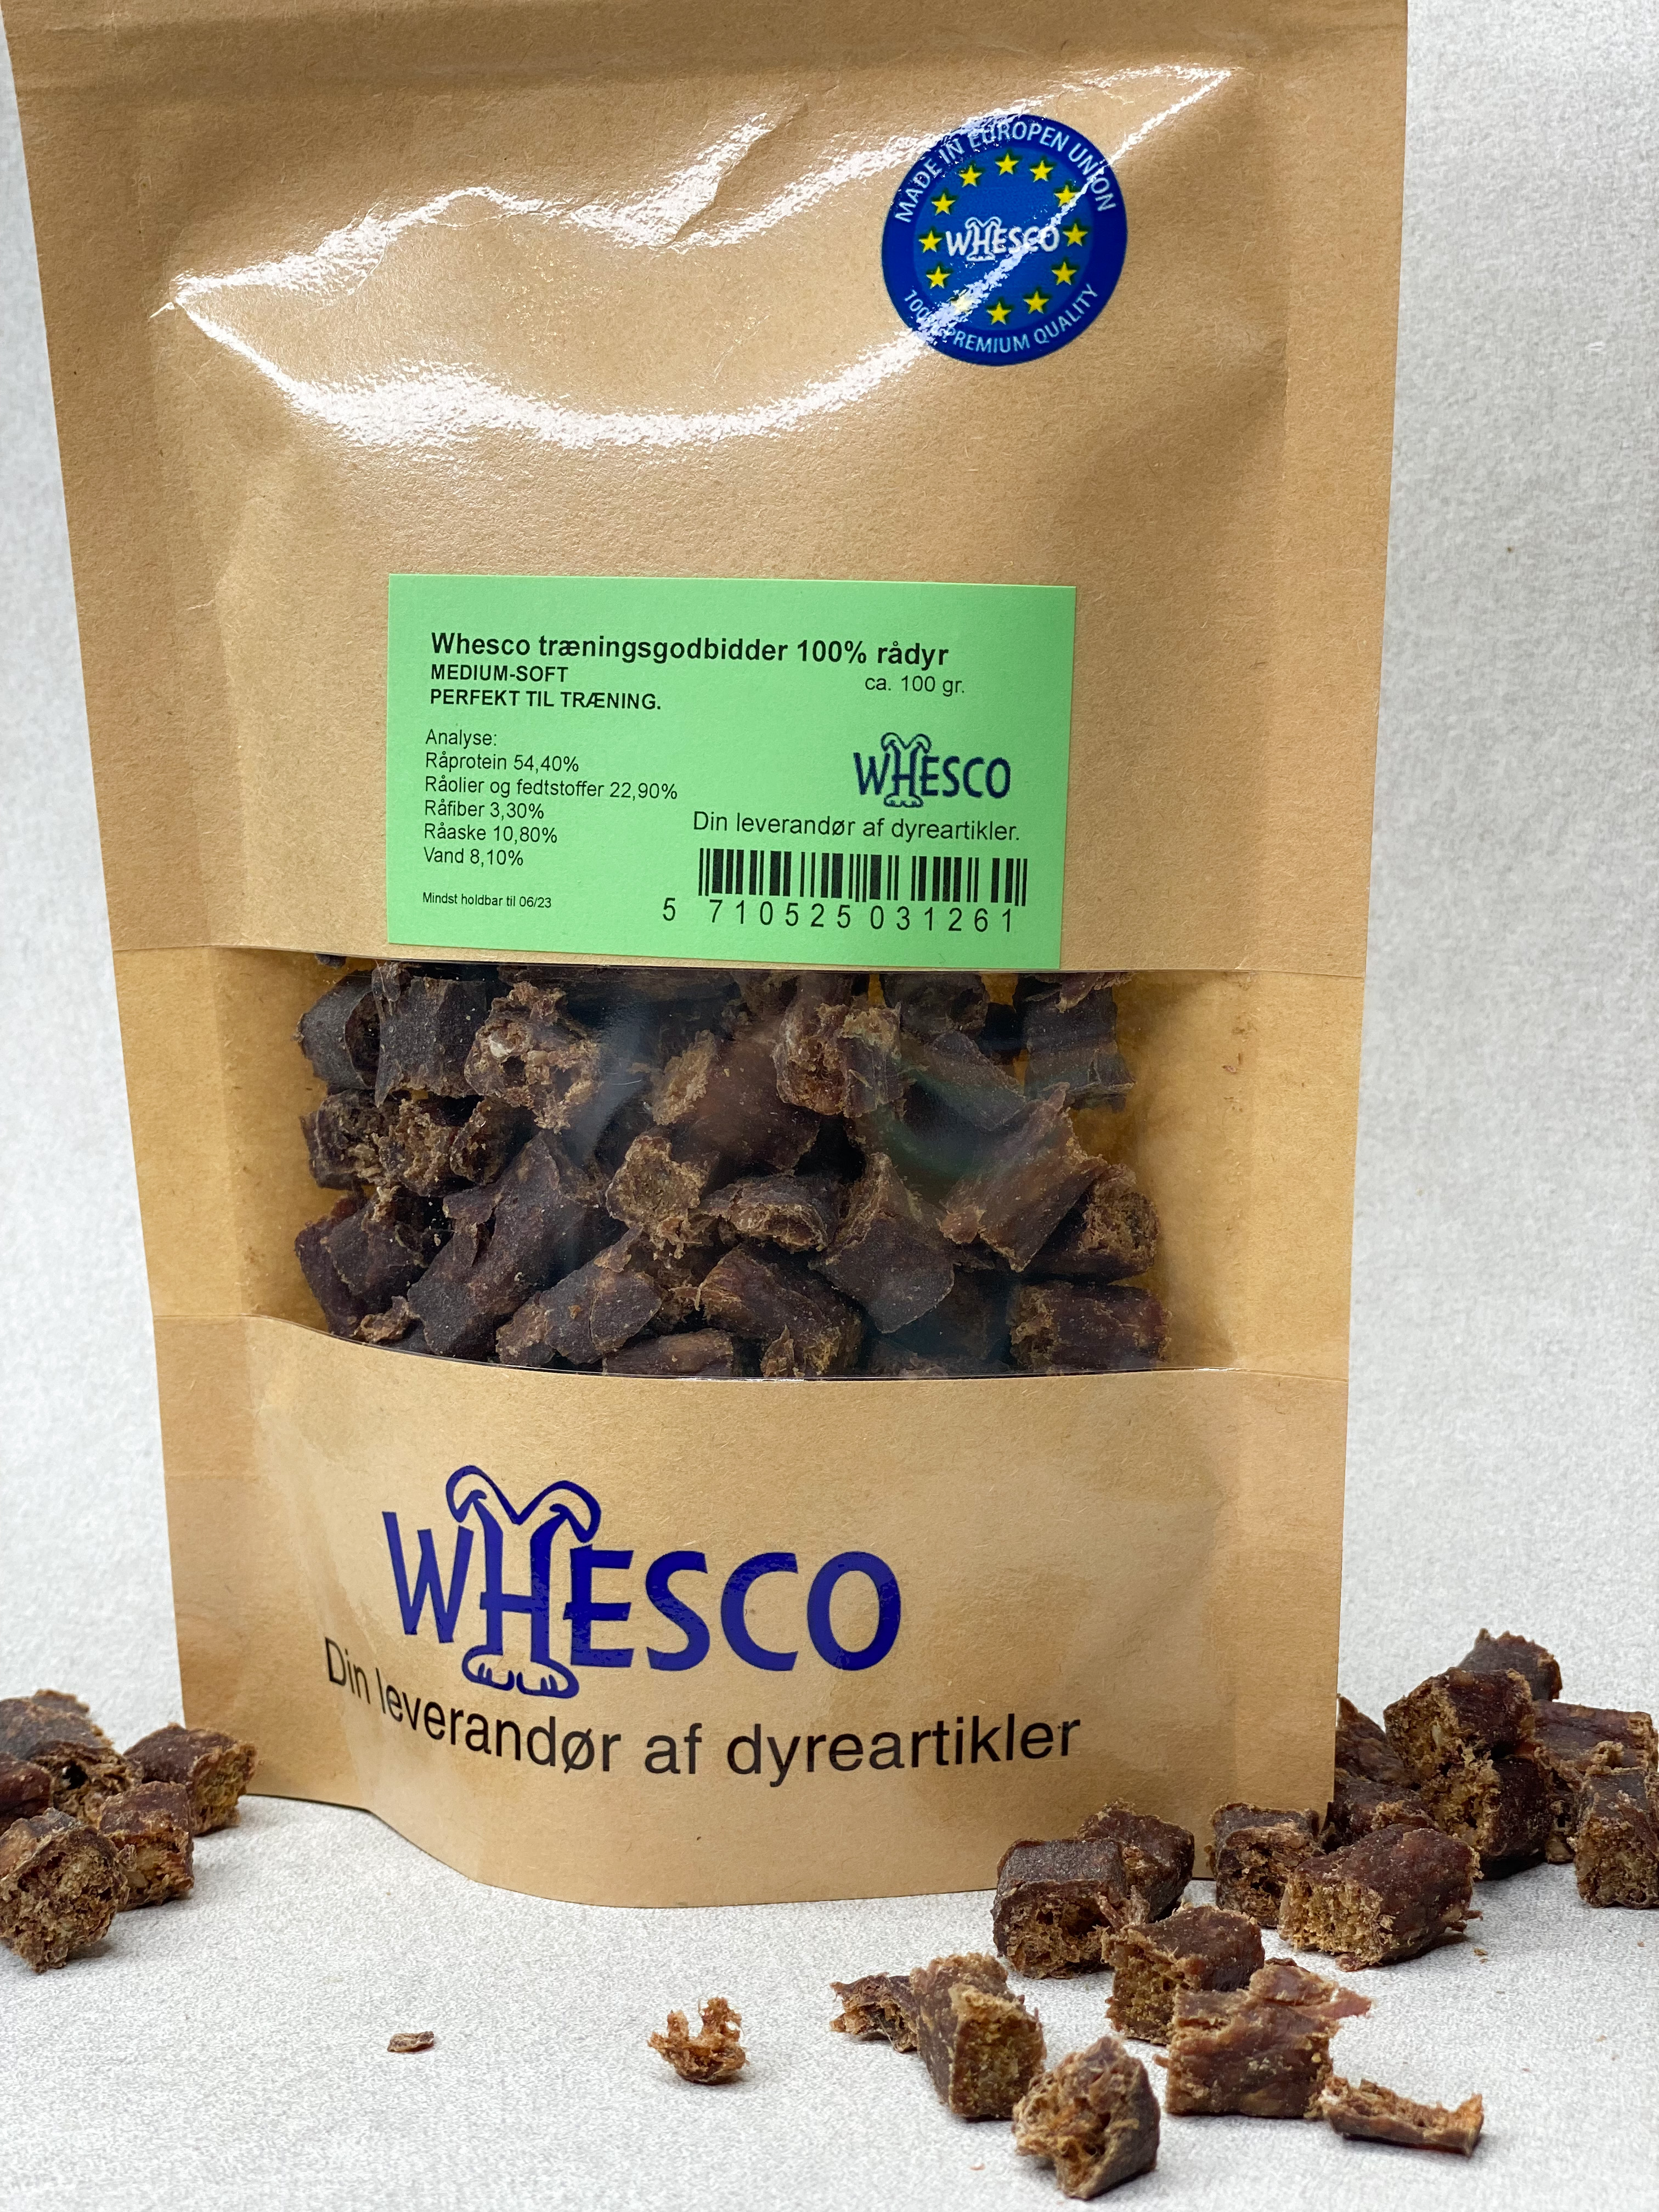 MADE IN EUROPEN UNION
WHESCO
100% PREMIUM QUALITY
Whesco træningsgodbidder 100% rådyr
MEDIUM-SOFT
ca. 100 gr.
PERFEKT TIL TRÆNING.
Analyse:
Råprotein 54,40%
Råolier og fedtstoffer 22,90%
Råfiber 3,30%
Råaske 10,80%
Vand 8,10%
Mindst holdbar til 06/23
WHESCO
Din leverandør af dyreartikler.
5 710525 031261
WHESCO
Din leverandør af dyreartikler